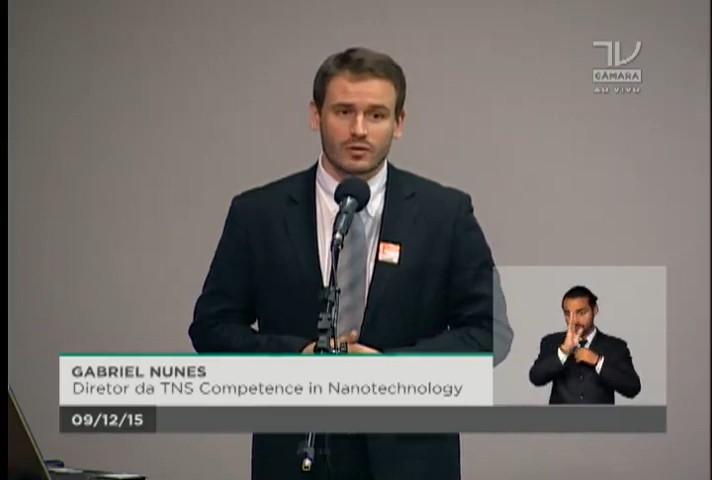 TV
CÂMARA
AO VIVO
GABRIEL NUNES
Diretor da TNS Competence in Nanotechnology
09/12/15